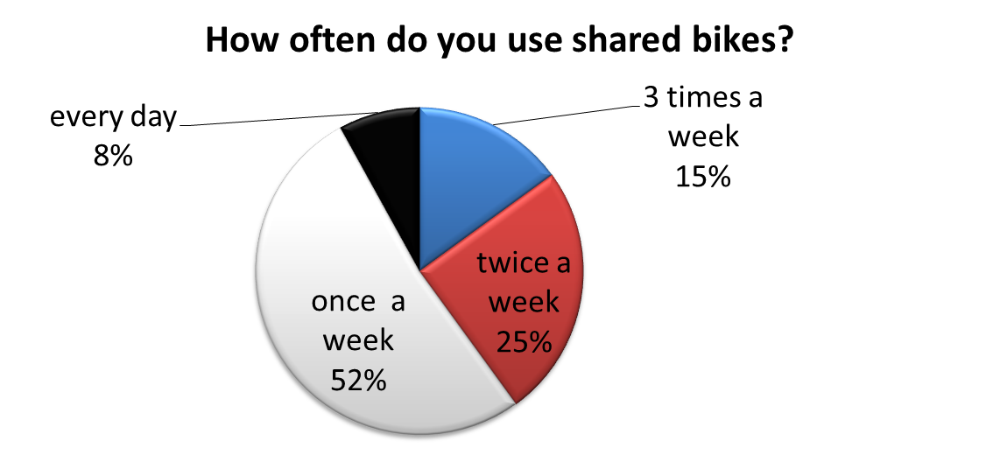 How often do you use shared bikes?
every day
8%
3 times a
week
15%
twice a
week
25%
once  a
week
52%